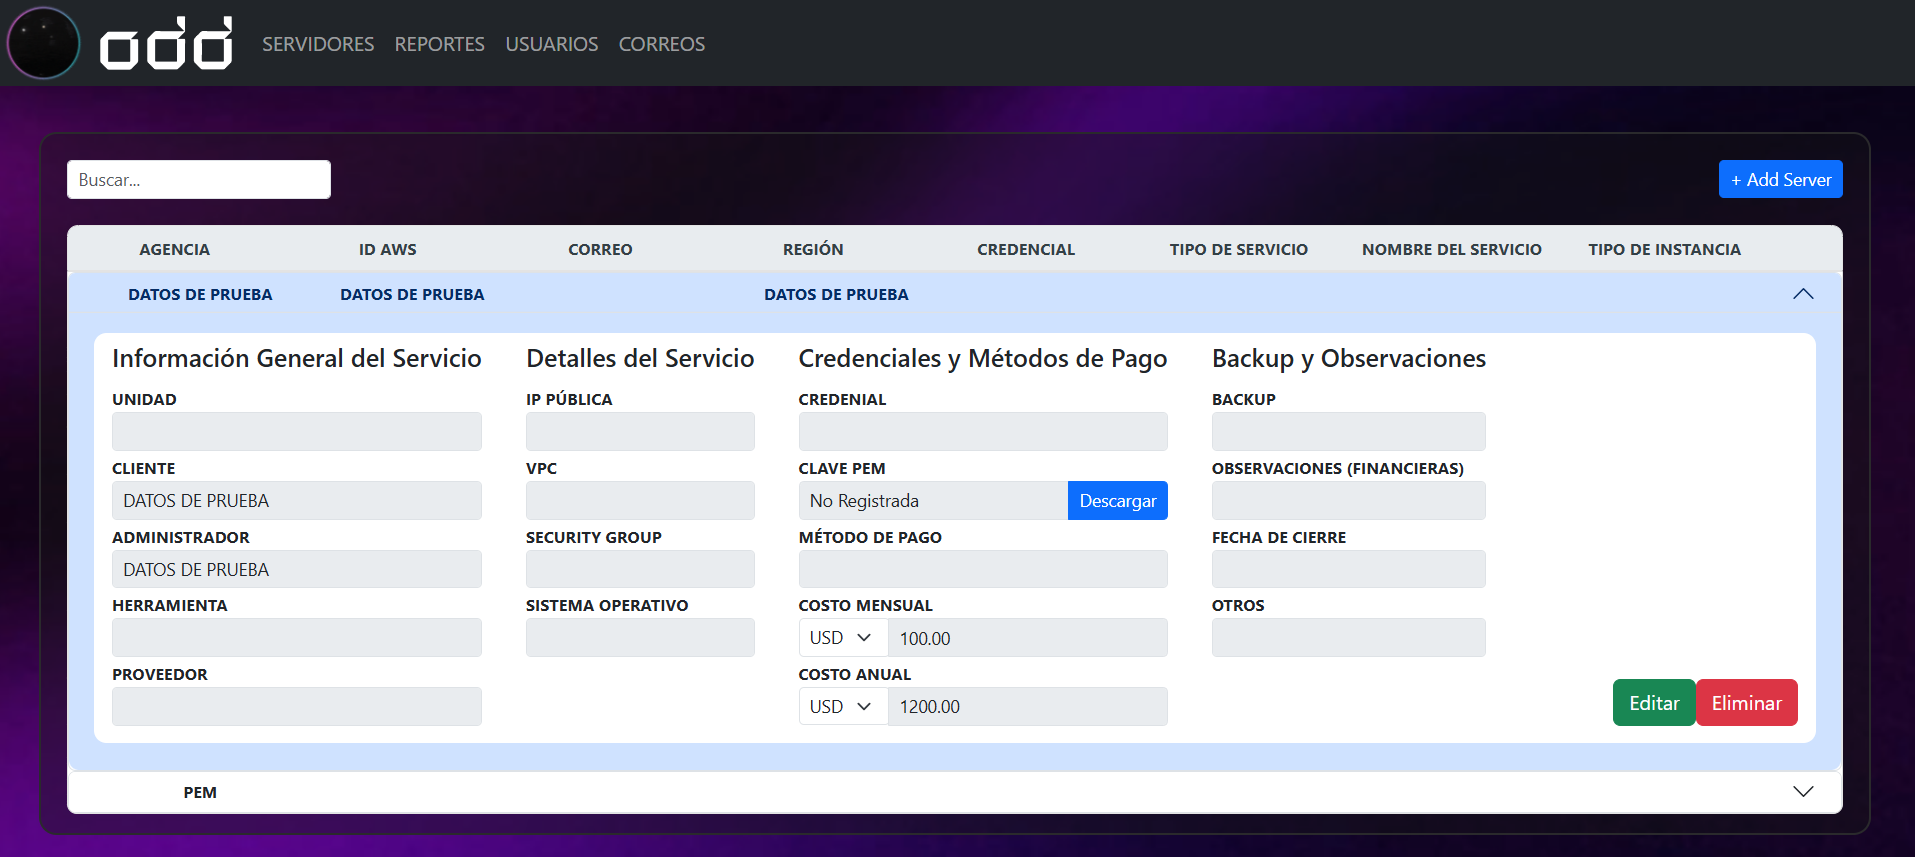 odd SERVIDORES REPORTES USUARIOS CORREOS
Buscar... + Add Server
AGENCIA ID AWS CORREO REGIÓN CREDENCIAL TIPO DE SERVICIO NOMBRE DEL SERVICIO TIPO DE INSTANCIA
DATOS DE PRUEBA DATOS DE PRUEBA DATOS DE PRUEBA
Información General del Servicio
UNIDAD
CLIENTE
DATOS DE PRUEBA
ADMINISTRADOR
DATOS DE PRUEBA
HERRAMIENTA
PROVEEDOR
Detalles del Servicio
IP PÚBLICA
VPC
SECURITY GROUP
SISTEMA OPERATIVO
Credenciales y Métodos de Pago
CREDENIAL
CLAVE PEM
No Registrada Descargar
MÉTODO DE PAGO
COSTO MENSUAL
USD 100.00
COSTO ANUAL
USD 1200.00
Backup y Observaciones
BACKUP
OBSERVACIONES (FINANCIERAS)
FECHA DE CIERRE
OTROS
Editar Eliminar
PEM